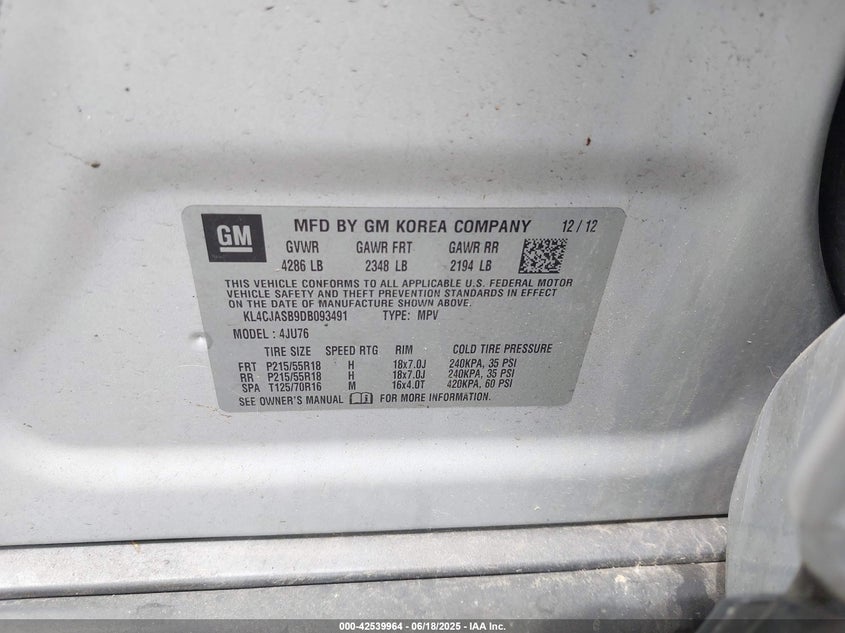 GM
MFD BY GM KOREA COMPANY 12/12
GVWR GAWR FRT GAWR RR
4286 LB 2348 LB 2194 LB
THIS VEHICLE CONFORMS TO ALL APPLICABLE U.S. FEDERAL MOTOR
VEHICLE SAFETY AND THEFT PREVENTION STANDARDS IN EFFECT
ON THE DATE OF MANUFACTURE SHOWN ABOVE.
KL4CJASB9DB093491 TYPE: MPV
MODEL: 4JU76
TIRE SIZE SPEED RTG RIM COLD TIRE PRESSURE
FRT P215/55R18 H 18x7.0J 240KPA, 35 PSI
RR P215/55R18 H 18x7.0J 240KPA, 35 PSI
SPA T125/70R16 M 16x4.0T 420KPA, 60 PSI
SEE OWNER'S MANUAL FOR MORE INFORMATION.
000-42539964 - 06/18/2025 - IAA Inc.